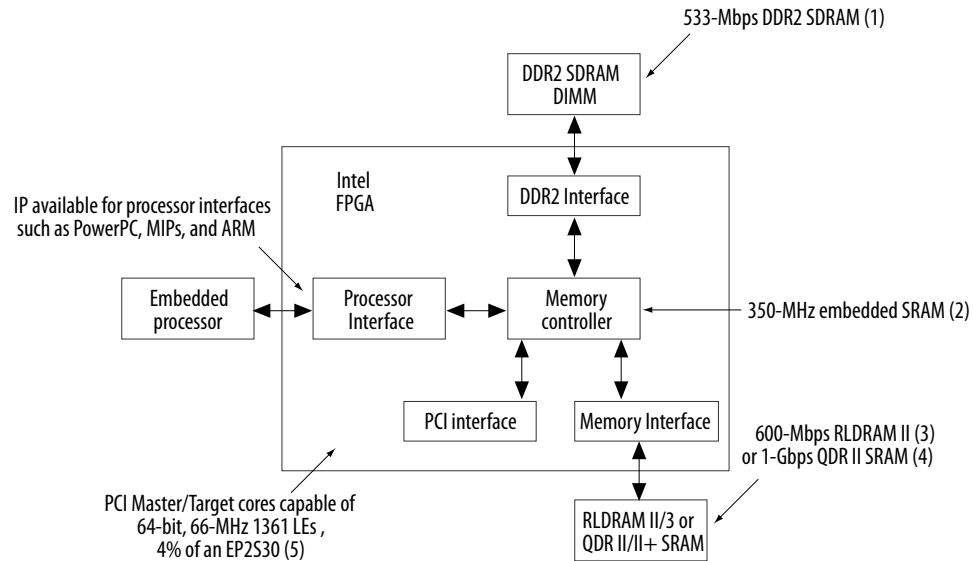 533-Mbps DDR2 SDRAM (1)
DDR2 SDRAM
DIMM
Intel
FPGA
DDR2 Interface
IP available for processor interfaces
such as PowerPC, MIPs, and ARM
Embedded
processor
Processor
Interface
Memory
controller
350-MHz embedded SRAM (2)
PCI interface
Memory Interface
600-Mbps RLDRAM II (3)
or 1-Gbps QDR II SRAM (4)
PCI Master/Target cores capable of
64-bit, 66-MHz 1361 LEs ,
4% of an EP2S30 (5)
RLDRAM II/3 or
QDR II/II+ SRAM